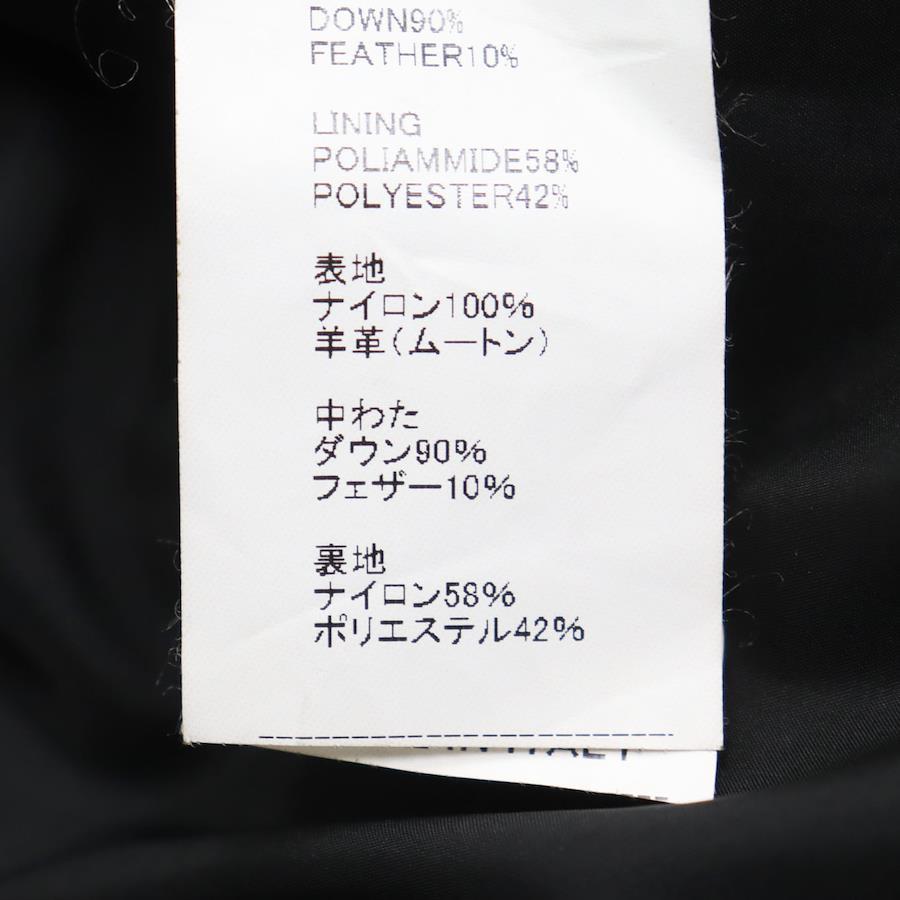 DOWN90%
FEATHER10%
LINING
POLIAMMIDE58%
POLYESTER42%
表地
ナイロン100%
羊革(ムートン)
中わた
ダウン90%
フェザー10%
裏地
ナイロン58%
ポリエステル42%
IN ITALY